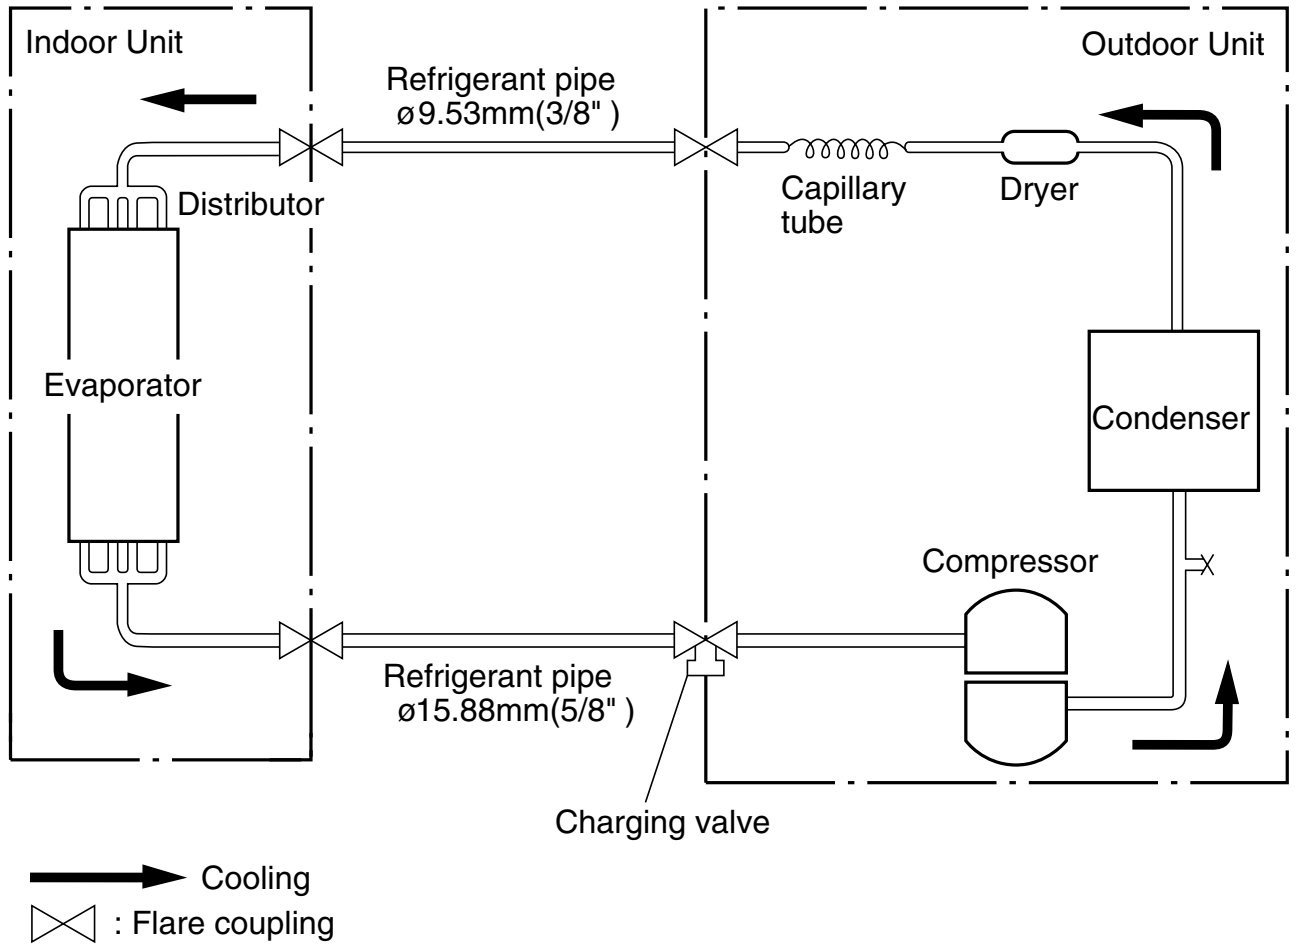 Indoor Unit
Outdoor Unit
Refrigerant pipe
ø9.53mm(3/8" )
Capillary
tube
Dryer
Distributor
Evaporator
Condenser
Compressor
Refrigerant pipe
ø15.88mm(5/8" )
Charging valve
Cooling
: Flare coupling